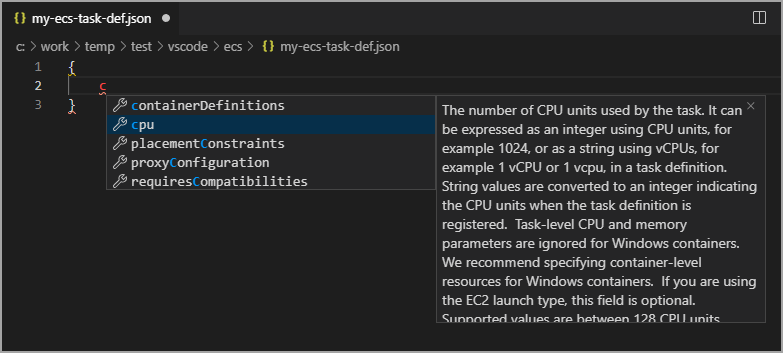 {} my-ecs-task-def.json ●
c: > work > temp > test > vscode > ecs > {} my-ecs-task-def.json
1 {
2 c
3 }
containerDefinitions
cpu
placementConstraints
proxyConfiguration
requiresCompatibilities
The number of CPU units used by the task. It can
be expressed as an integer using CPU units, for
example 1024, or as a string using vCPUs, for
example 1 vCPU or 1 vcpu, in a task definition.
String values are converted to an integer indicating
the CPU units when the task definition is
registered. Task-level CPU and memory
parameters are ignored for Windows containers.
We recommend specifying container-level
resources for Windows containers. If you are using
the EC2 launch type, this field is optional.
Supported values are between 128 CPU units